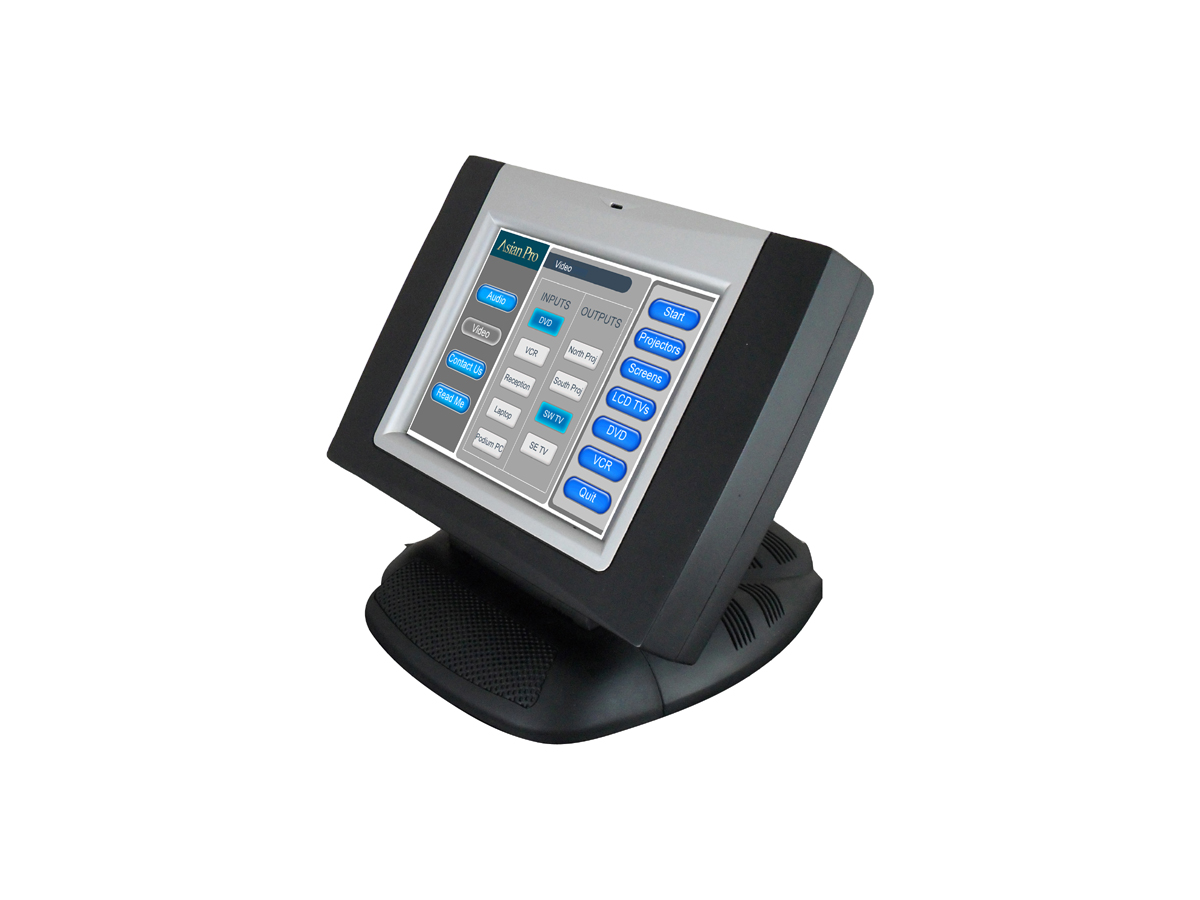 Asian Pro
Audio
Video
Contact Us
Read Me
Video
INPUTS
DVD
VCR
Reception
Laptop
Podium PC
OUTPUTS
North Proj
South Proj
SW TV
SE TV
Start
Projectors
Screens
LCD TVs
DVD
VCR
Quit